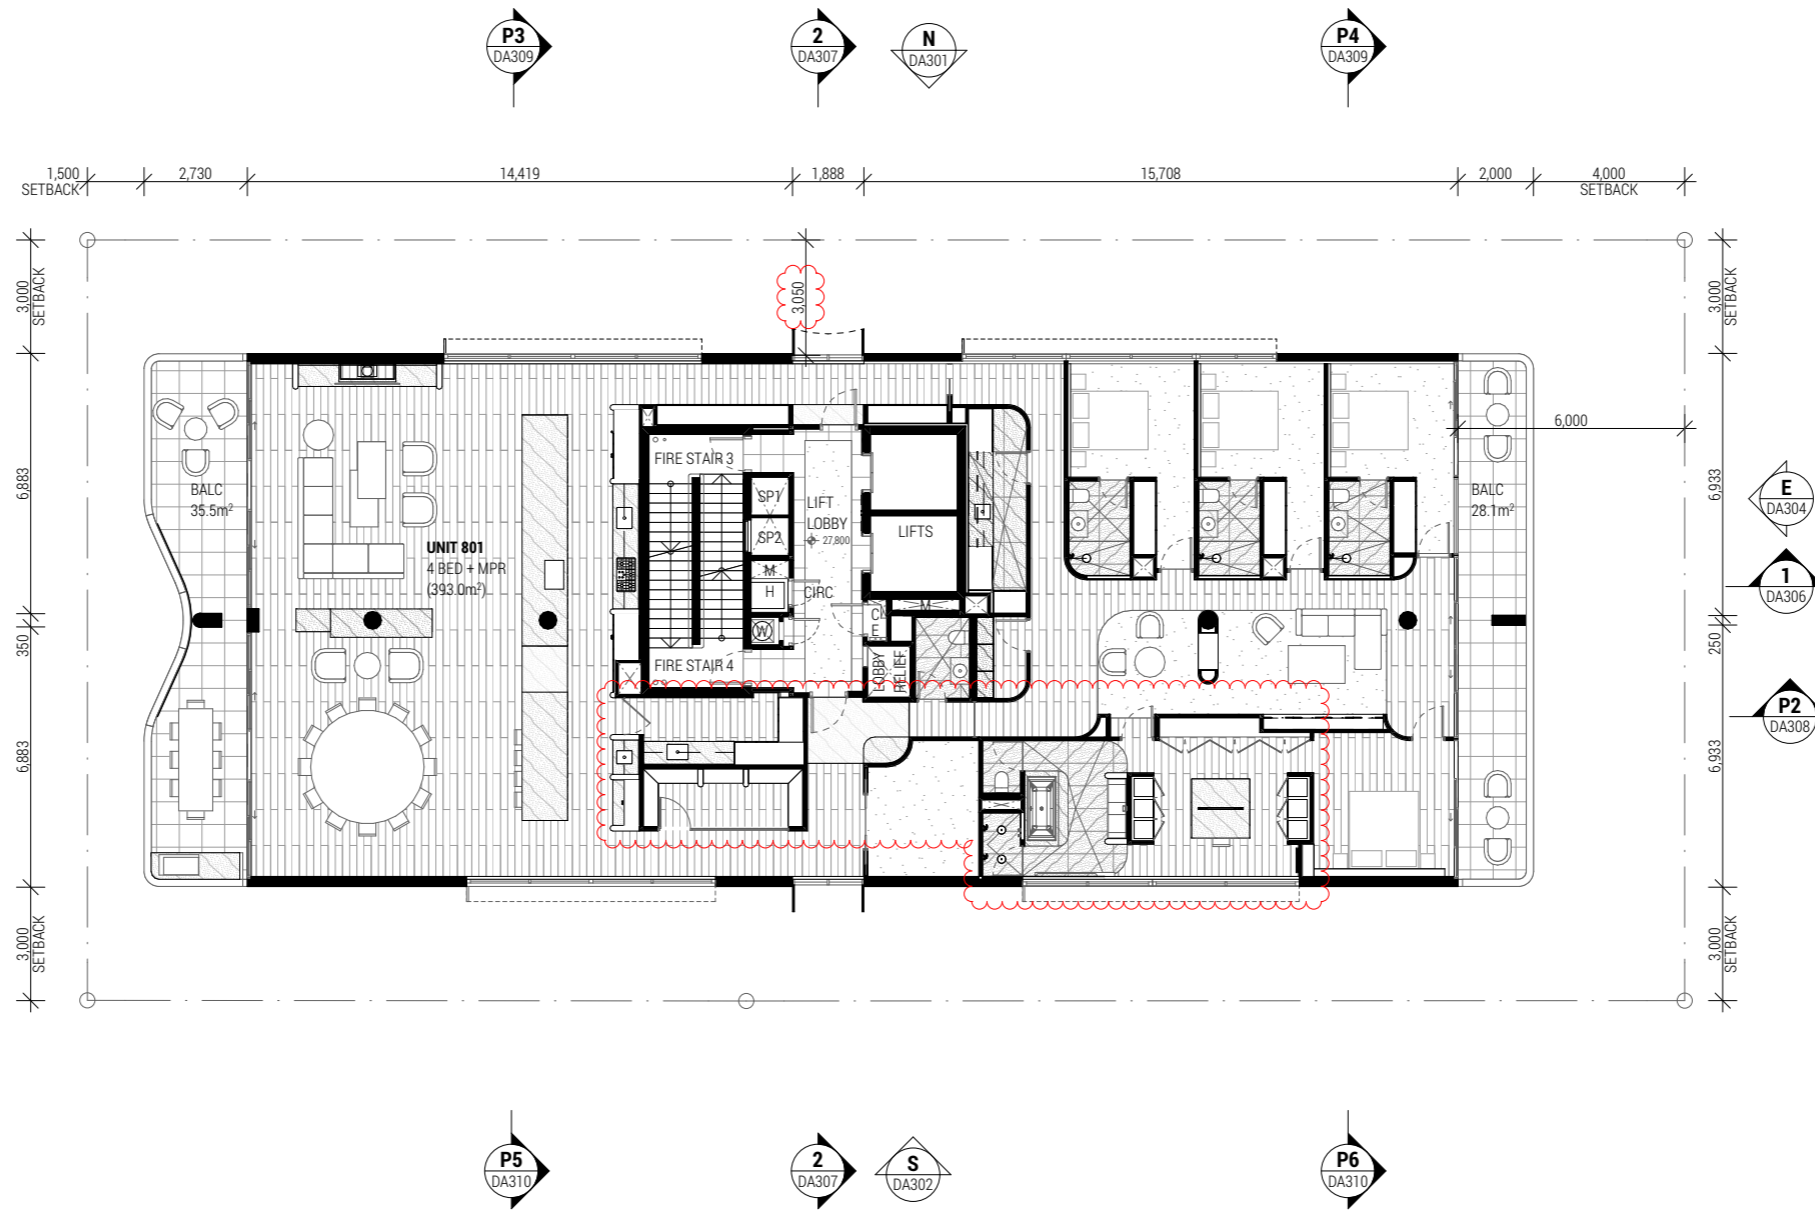 P3
DA309
2
DA307
N
DA301
P4
DA309
1,500
SETBACK
2,730
14,419
1,888
15,708
2,000
4,000
SETBACK
3,000
SETBACK
3,050
3,000
SETBACK
6,000
FIRE STAIR 3
SP1
LIFT
LOBBY
27,800
LIFTS
SP2
BALC
35.5m²
BALC
28.1m²
6,883
6,933
E
DA304
UNIT 801
4 BED + MPR
(393.0m²)
M
H
CIRC
1
DA306
C
E
M
W
350
250
FIRE STAIR 4
LOBBY
RELIEF
P2
DA308
6,883
6,933
3,000
SETBACK
3,000
SETBACK
P5
DA310
2
DA307
S
DA302
P6
DA310